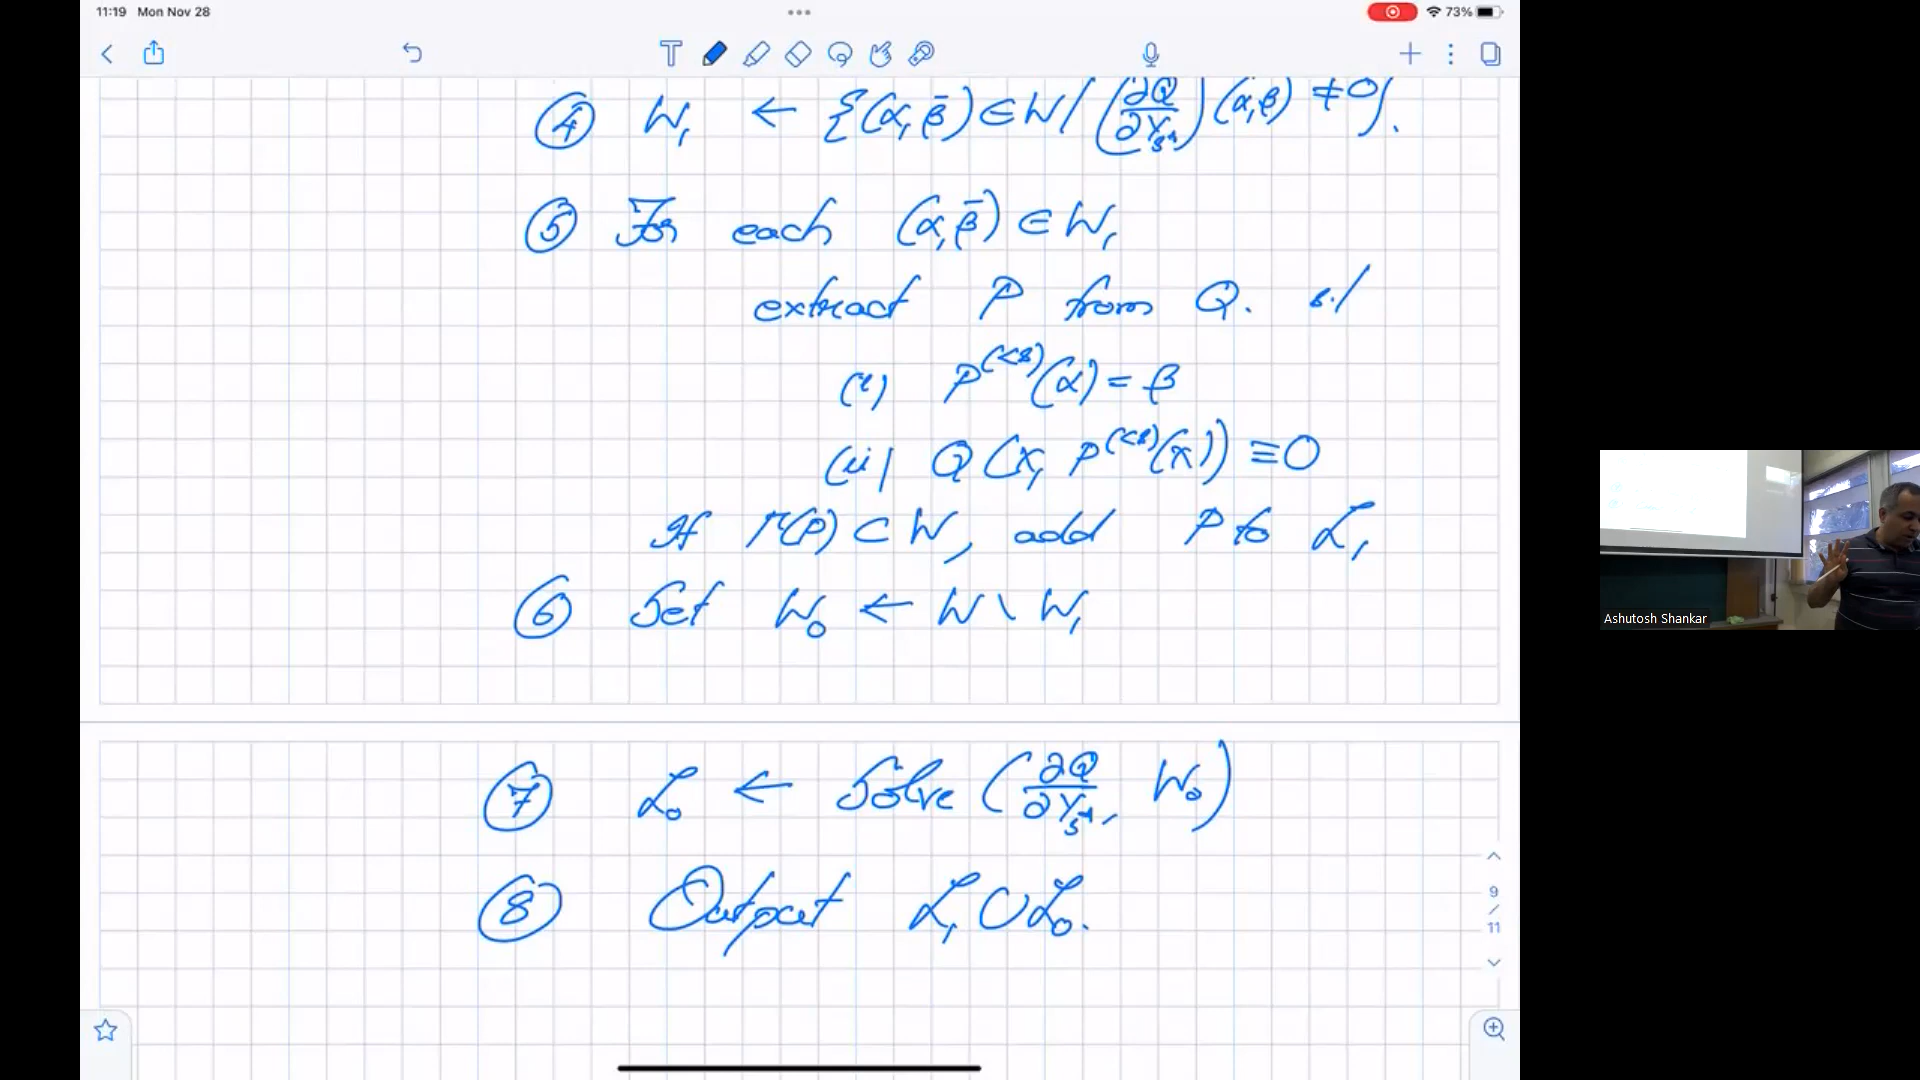 11:19 Mon Nov 28
73%
④ W₁ ← {(α, β̄) ∈ W / (∂Q/∂Y_{s-1})(α, β) ≠ 0}.
⑤ For each (α, β̄) ∈ W₁
extract P from Q. s./
(i) P^{(<s)}(α) = β
(ii) Q(x, P^{(<s)}(x)) ≡ 0
If Γ(P) ⊂ W, add P to L₁
⑥ Set W₀ ← W \ W₁
⑦ L₀ ← Solve (∂Q/∂Y_{s-1}, W₀)
⑧ Output L₁ ∪ L₀.
9
/
11
Ashutosh Shankar